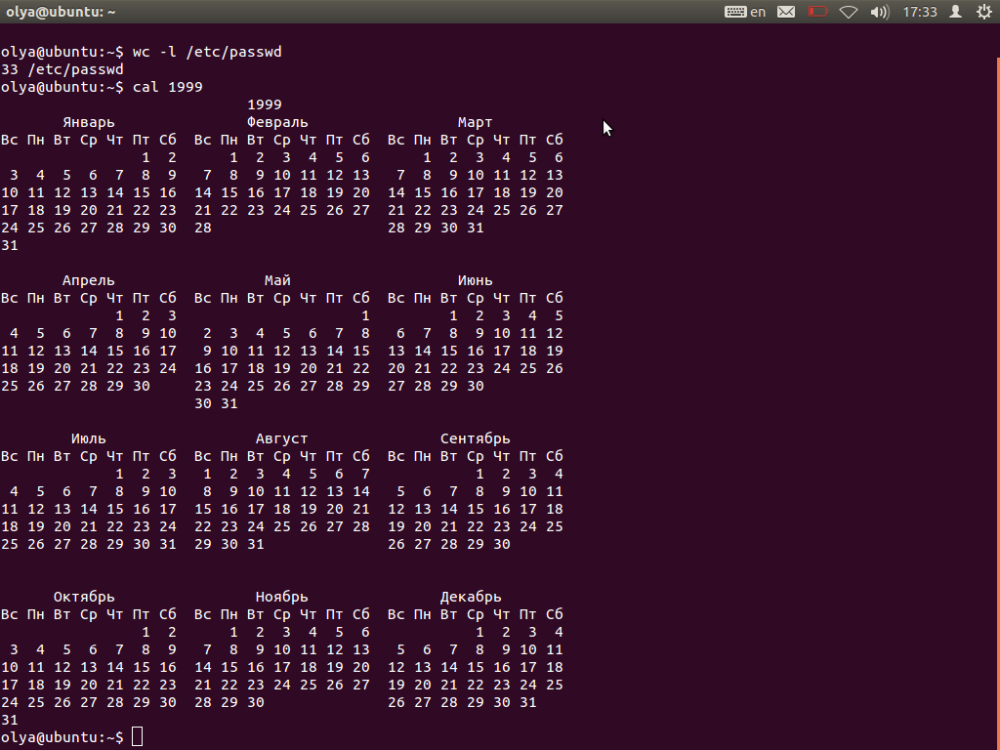 olya@ubuntu: ~ en 17:33
olya@ubuntu:~$ wc -l /etc/passwd
33 /etc/passwd
olya@ubuntu:~$ cal 1999
                            1999
       Январь               Февраль                 Март
Вс Пн Вт Ср Чт Пт Сб  Вс Пн Вт Ср Чт Пт Сб  Вс Пн Вт Ср Чт Пт Сб
                1  2      1  2  3  4  5  6      1  2  3  4  5  6
 3  4  5  6  7  8  9   7  8  9 10 11 12 13   7  8  9 10 11 12 13
10 11 12 13 14 15 16  14 15 16 17 18 19 20  14 15 16 17 18 19 20
17 18 19 20 21 22 23  21 22 23 24 25 26 27  21 22 23 24 25 26 27
24 25 26 27 28 29 30  28                    28 29 30 31
31
       Апрель                 Май                   Июнь
Вс Пн Вт Ср Чт Пт Сб  Вс Пн Вт Ср Чт Пт Сб  Вс Пн Вт Ср Чт Пт Сб
             1  2  3                     1         1  2  3  4  5
 4  5  6  7  8  9 10   2  3  4  5  6  7  8   6  7  8  9 10 11 12
11 12 13 14 15 16 17   9 10 11 12 13 14 15  13 14 15 16 17 18 19
18 19 20 21 22 23 24  16 17 18 19 20 21 22  20 21 22 23 24 25 26
25 26 27 28 29 30     23 24 25 26 27 28 29  27 28 29 30
                      30 31
        Июль                 Август               Сентябрь
Вс Пн Вт Ср Чт Пт Сб  Вс Пн Вт Ср Чт Пт Сб  Вс Пн Вт Ср Чт Пт Сб
             1  2  3   1  2  3  4  5  6  7            1  2  3  4
 4  5  6  7  8  9 10   8  9 10 11 12 13 14   5  6  7  8  9 10 11
11 12 13 14 15 16 17  15 16 17 18 19 20 21  12 13 14 15 16 17 18
18 19 20 21 22 23 24  22 23 24 25 26 27 28  19 20 21 22 23 24 25
25 26 27 28 29 30 31  29 30 31              26 27 28 29 30
      Октябрь                Ноябрь               Декабрь
Вс Пн Вт Ср Чт Пт Сб  Вс Пн Вт Ср Чт Пт Сб  Вс Пн Вт Ср Чт Пт Сб
                1  2      1  2  3  4  5  6            1  2  3  4
 3  4  5  6  7  8  9   7  8  9 10 11 12 13   5  6  7  8  9 10 11
10 11 12 13 14 15 16  14 15 16 17 18 19 20  12 13 14 15 16 17 18
17 18 19 20 21 22 23  21 22 23 24 25 26 27  19 20 21 22 23 24 25
24 25 26 27 28 29 30  28 29 30              26 27 28 29 30 31
31
olya@ubuntu:~$